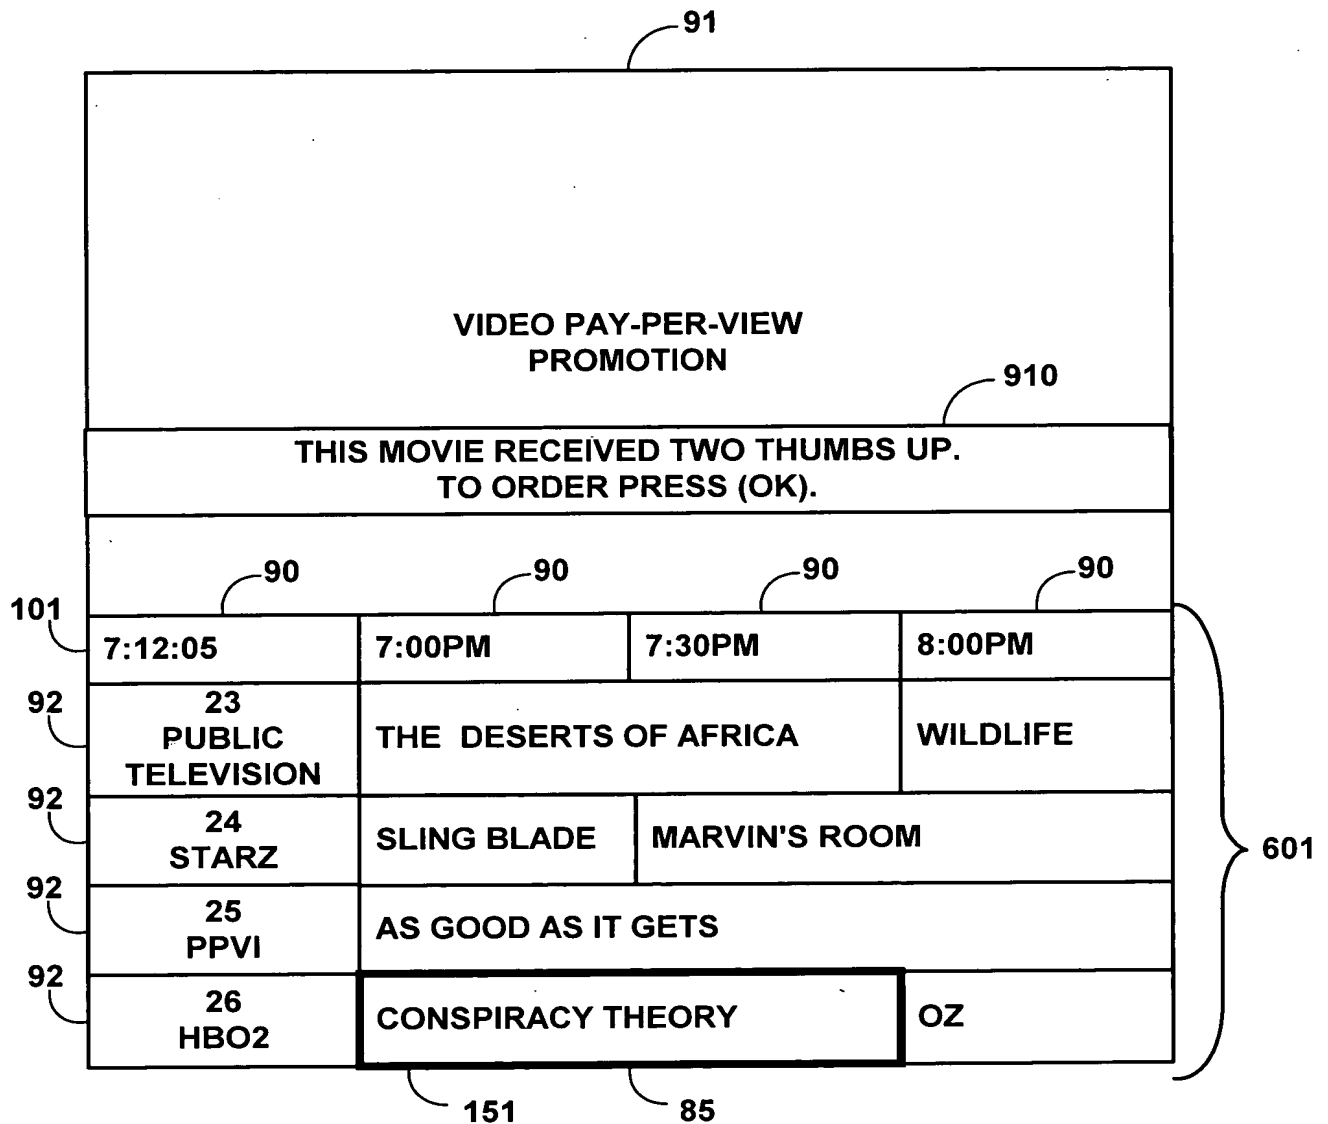 91
VIDEO PAY-PER-VIEW
PROMOTION
910
THIS MOVIE RECEIVED TWO THUMBS UP.
TO ORDER PRESS (OK).
90 90 90 90
101
7:12:05 7:00PM 7:30PM 8:00PM
92
23
PUBLIC
TELEVISION
THE DESERTS OF AFRICA
WILDLIFE
92
24
STARZ
SLING BLADE
MARVIN'S ROOM
601
92
25
PPVI
AS GOOD AS IT GETS
92
26
HBO2
CONSPIRACY THEORY
OZ
151 85